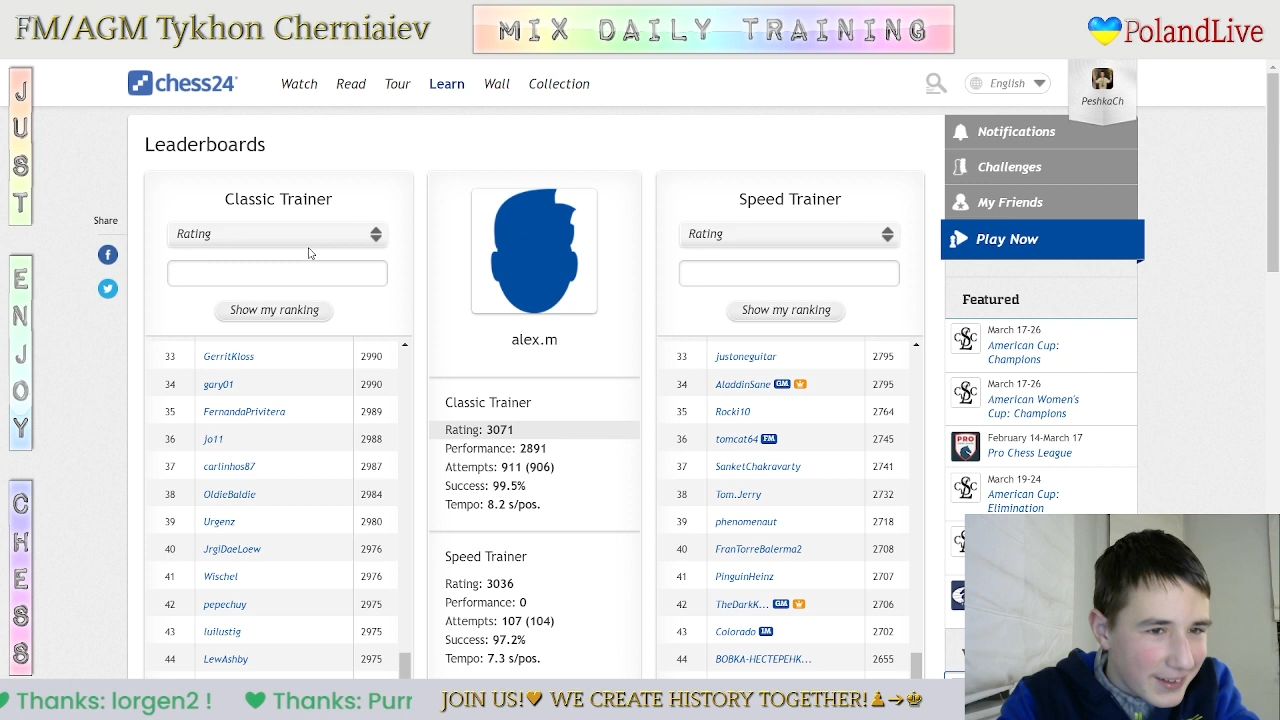 FM/AGM Tykhon Cherniaiev
MIX DAILY TRAINING
PolandLive
JUST
ENJOY
CHESS
chess24
Watch
Read
Tour
Learn
Wall
Collection
English
PeshkaCh
Notifications
Challenges
My Friends
Play Now
Share
Leaderboards
Classic Trainer
Rating
Show my ranking
33 GerritKloss 2990
34 gary01 2990
35 FernandaPrivitera 2989
36 jo11 2988
37 carlinhos87 2987
38 OldieBaldie 2984
39 Urgenz 2980
40 JrgiDaeLoew 2976
41 Wischel 2976
42 pepechuy 2975
43 luilustig 2975
44 LewAshby 2975
alex.m
Classic Trainer
Rating: 3071
Performance: 2891
Attempts: 911 (906)
Success: 99.5%
Tempo: 8.2 s/pos.
Speed Trainer
Rating: 3036
Performance: 0
Attempts: 107 (104)
Success: 97.2%
Tempo: 7.3 s/pos.
Speed Trainer
Rating
Show my ranking
33 justoneguitar 2795
34 AladdinSane GM 2795
35 Rocki10 2764
36 tomcat64 FM 2745
37 SanketChakravarty 2741
38 Tom.Jerry 2732
39 phenomenaut 2718
40 FranTorreBalerma2 2708
41 PinguinHeinz 2707
42 TheDarkK... GM 2706
43 Colorado IM 2702
44 BOBKA-HECTEPEHK... 2655
Featured
March 17-26
American Cup:
Champions
March 17-26
American Women's
Cup: Champions
PRO
February 14-March 17
Pro Chess League
March 19-24
American Cup:
Elimination
Thanks: lorgen2 !
Thanks: Purr
JOIN US! WE CREATE HISTORY TOGETHER!